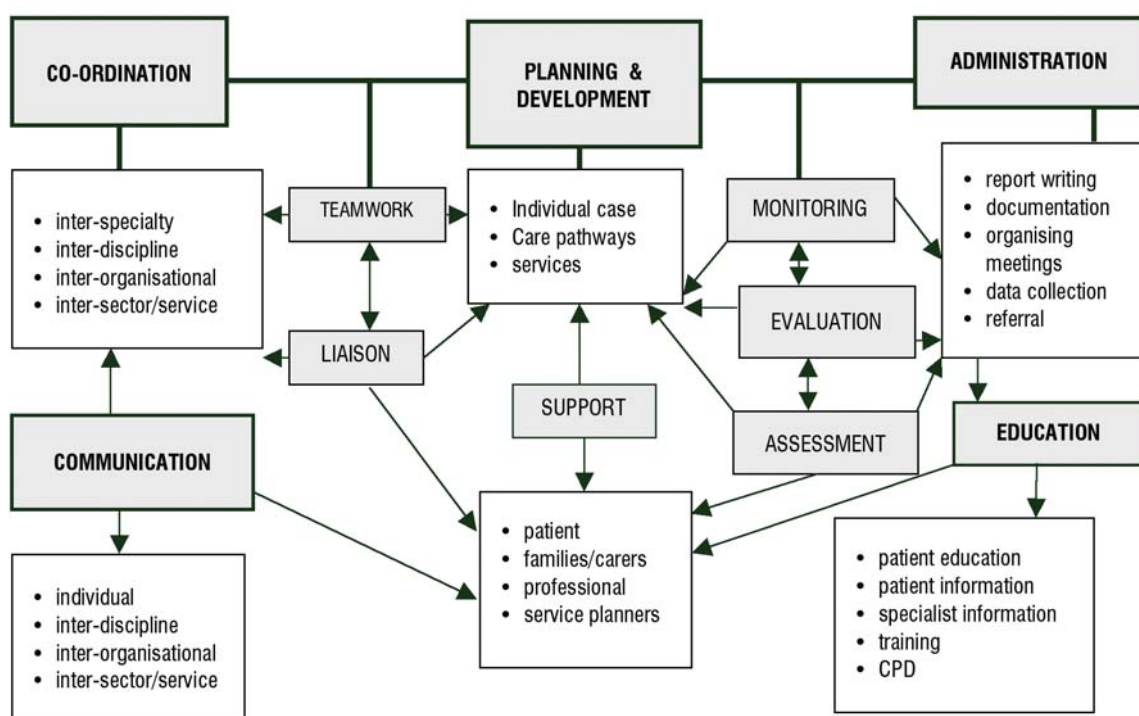 CO-ORDINATION
PLANNING &
DEVELOPMENT
ADMINISTRATION
• inter-specialty
• inter-discipline
• inter-organisational
• inter-sector/service
TEAMWORK
• Individual case
• Care pathways
• services
MONITORING
• report writing
• documentation
• organising
meetings
• data collection
• referral
LIAISON
EVALUATION
SUPPORT
COMMUNICATION
ASSESSMENT
EDUCATION
• individual
• inter-discipline
• inter-organisational
• inter-sector/service
• patient
• families/carers
• professional
• service planners
• patient education
• patient information
• specialist information
• training
• CPD